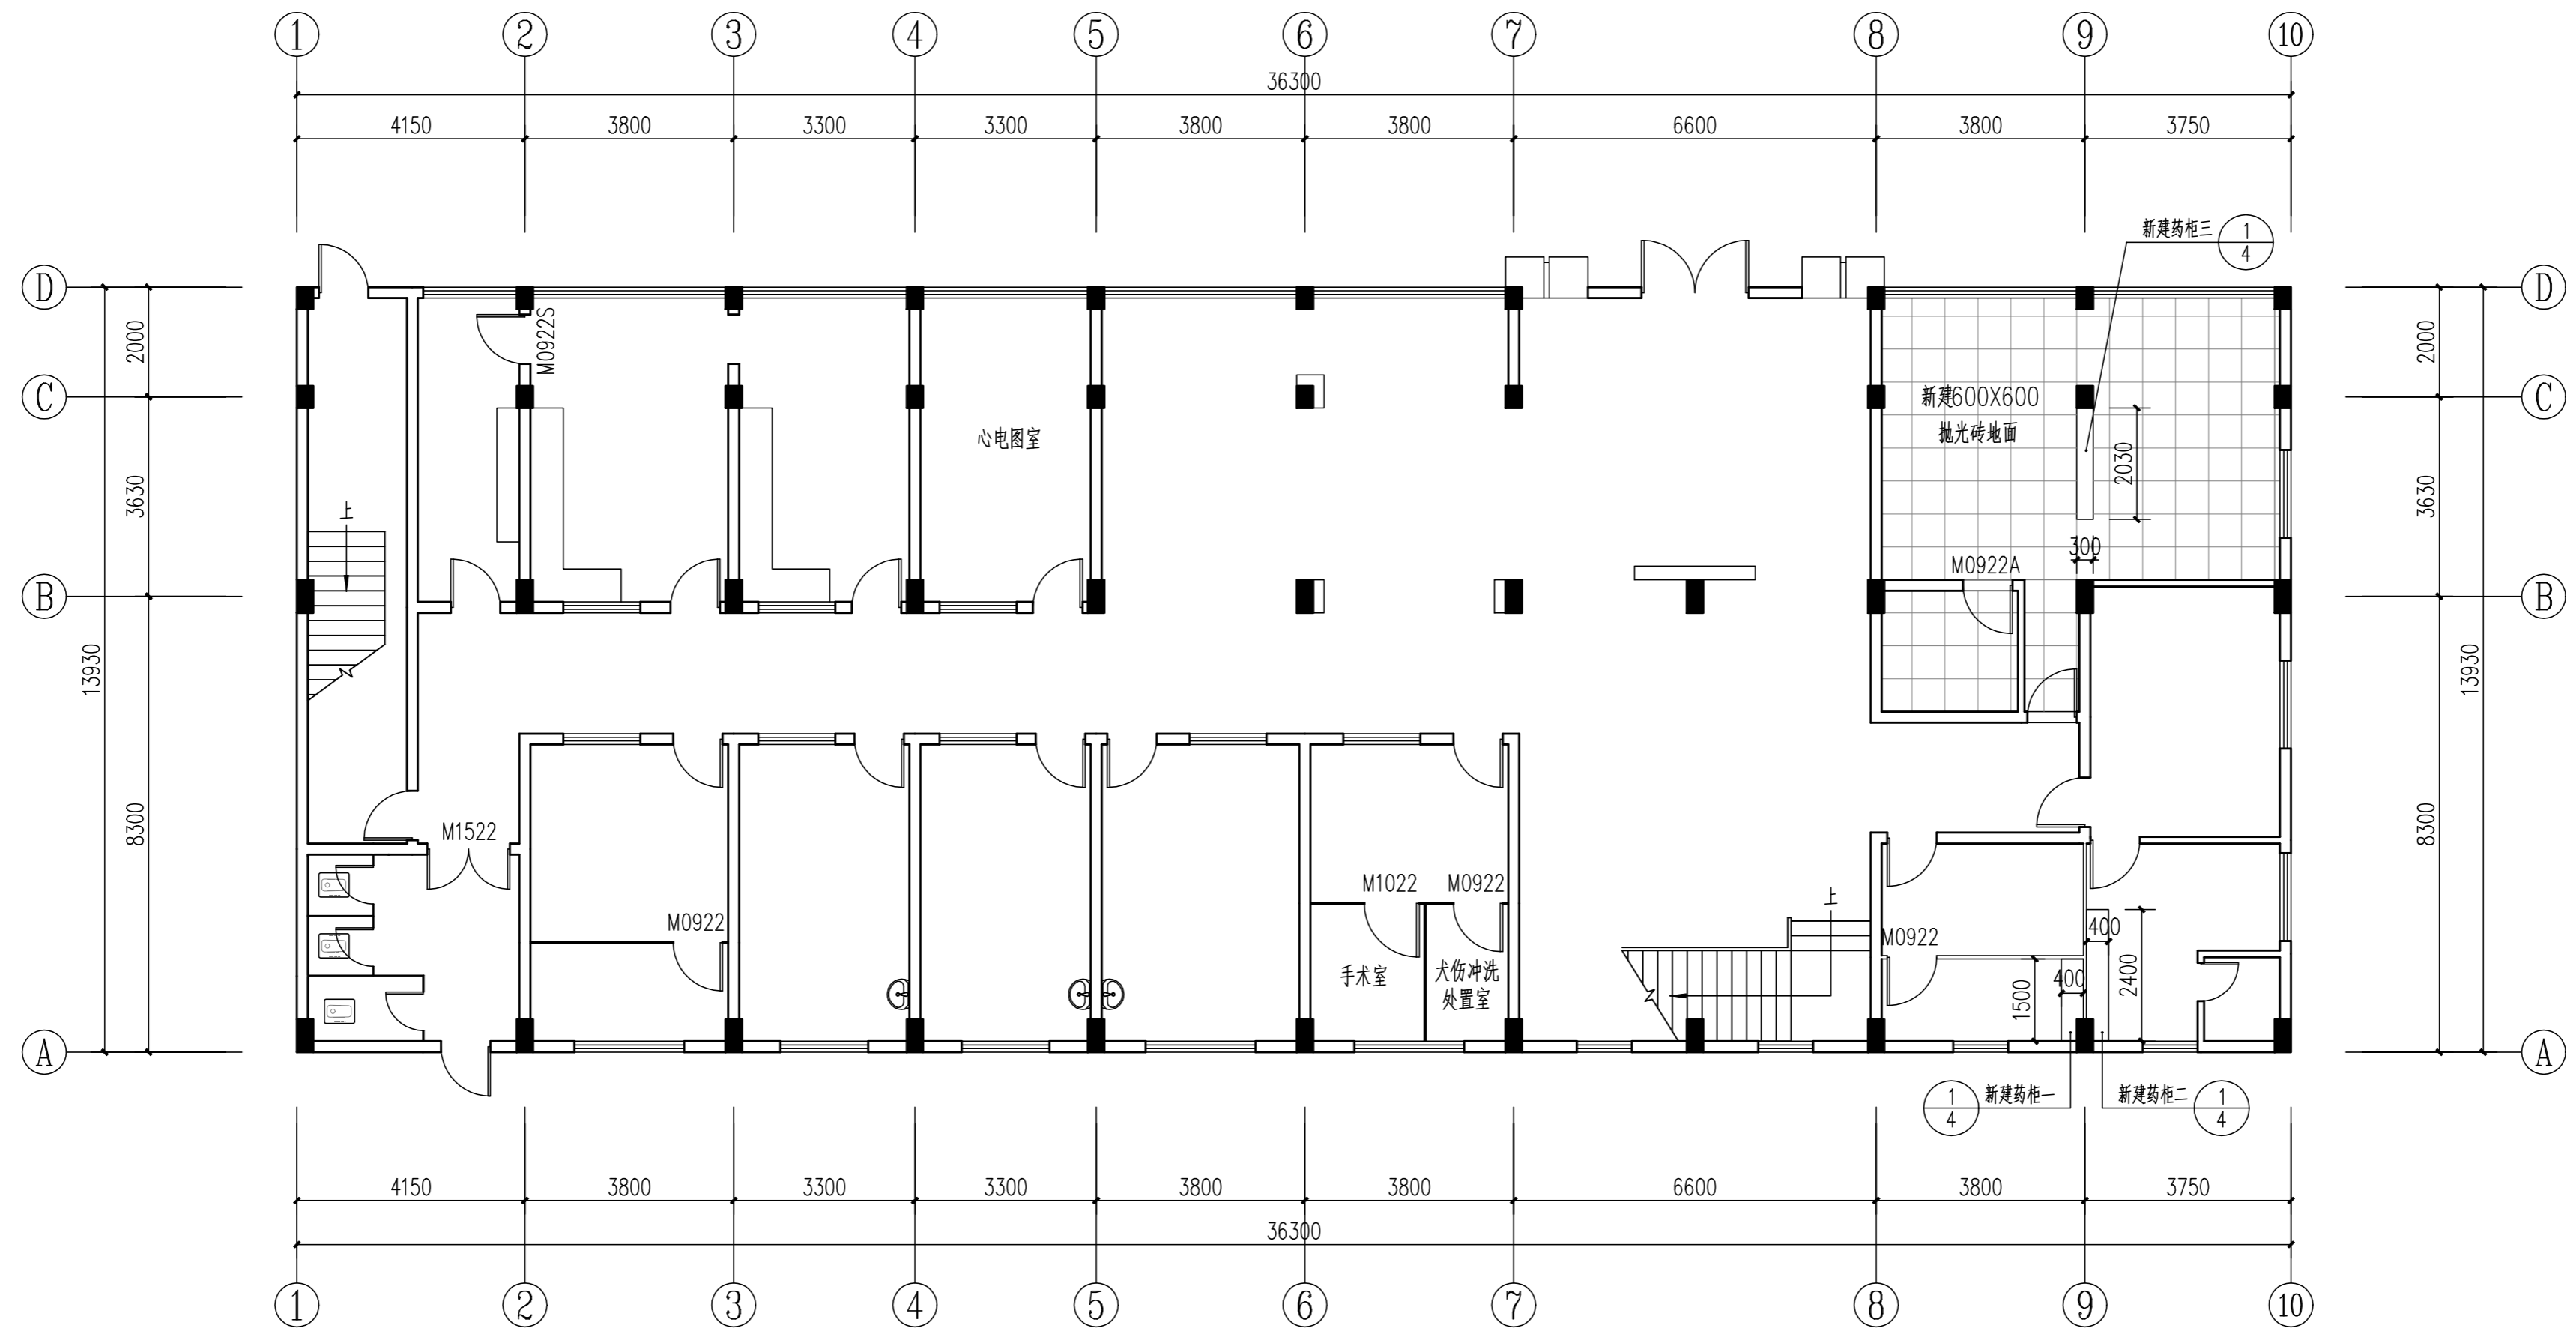 1 2 3 4 5 6 7 8 9 10
36300
4150 3800 3300 3300 3800 3800 6600 3800 3750
新建药柜三 1
4
D D
2000 M0922S 2000
C C
新建600X600
抛光砖地面
心电图室
2030
3630 3630
上
300
M0922A
B B
13930 13930
8300 8300
M1522
M1022 M0922
上
M0922
M0922
400
手术室 犬伤冲洗
处置室
400
1500 2400
A A
1 新建药柜一 新建药柜二 1
4 4
4150 3800 3300 3300 3800 3800 6600 3800 3750
36300
1 2 3 4 5 6 7 8 9 10